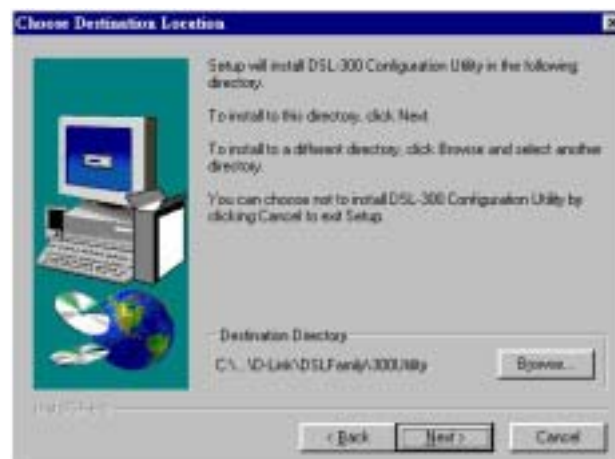 Choose Destination Location
Setup will install DSL-300 Configuration Utility in the following
directory.
To install to this directory, click Next
To install to a different directory, click Browse and select another
directory.
You can choose not to install DSL-300 Configuration Utility by
clicking Cancel to exit Setup
Destination Directory
C:\...\D-Link\DSLFamily\300Utility
Browse...
< Back
Next >
Cancel